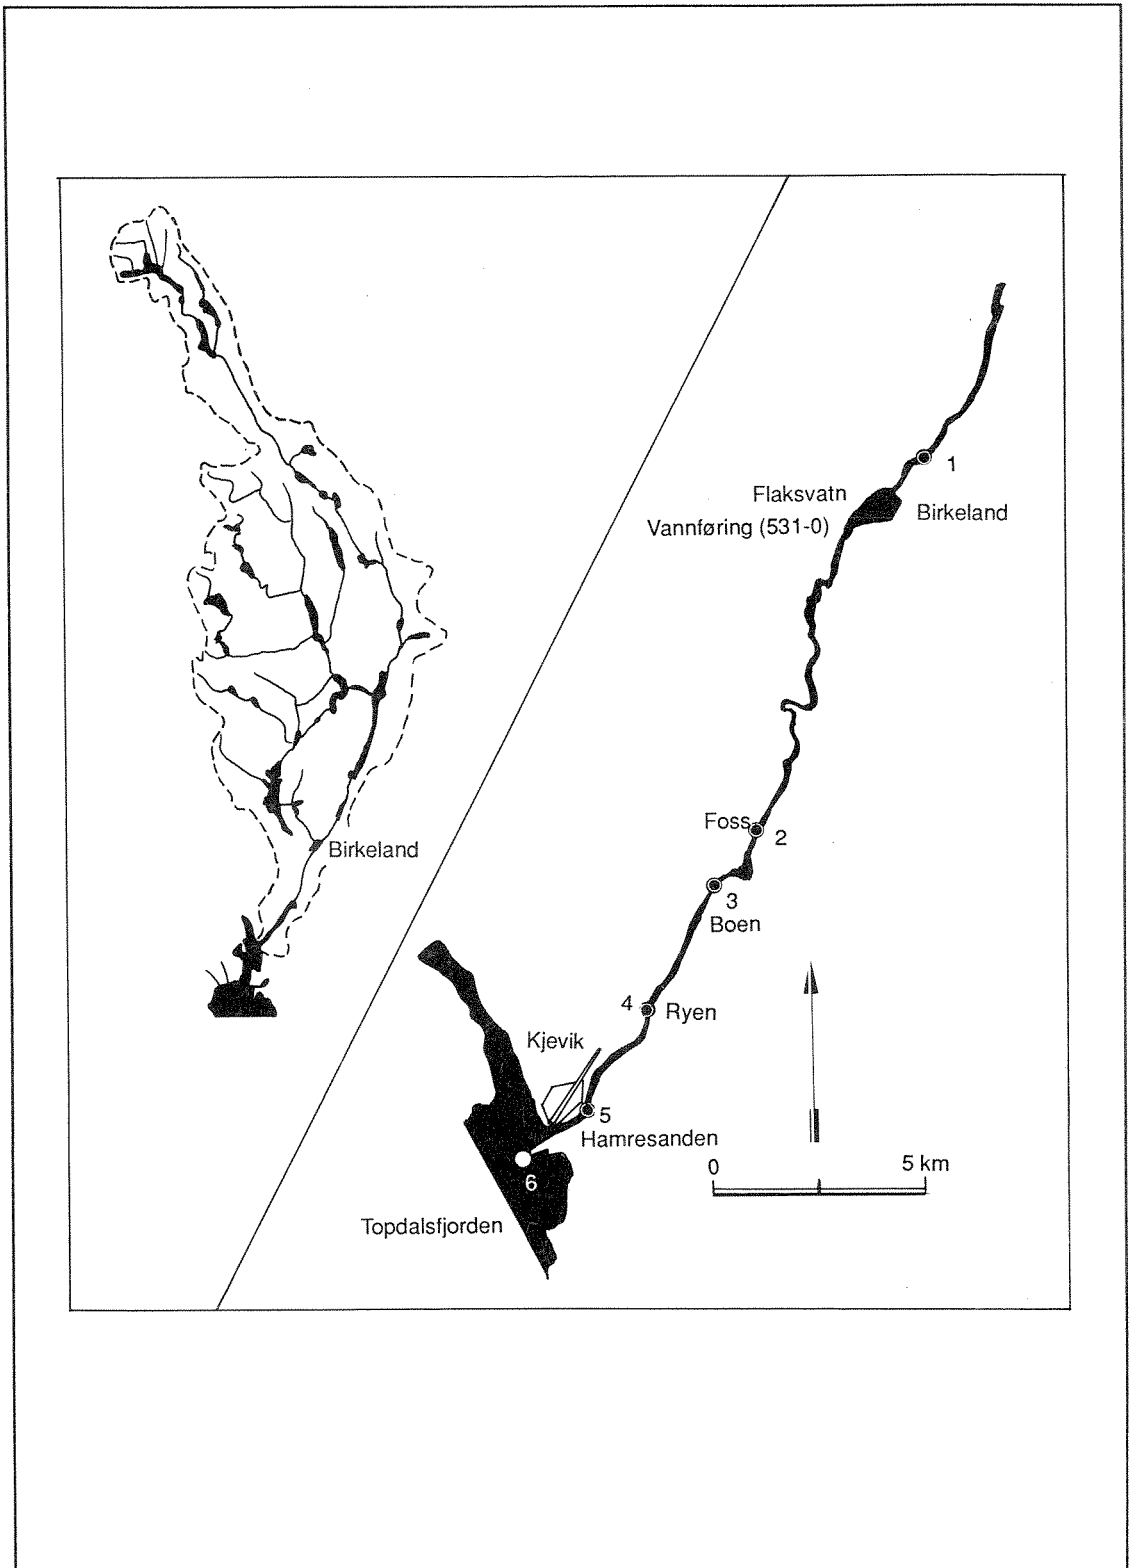 1
Flaksvatn
Birkeland
Vannføring (531-0)
Foss
2
Birkeland
3
Boen
4
Ryen
Kjevik
5
Hamresanden
0
5 km
6
Topdalsfjorden